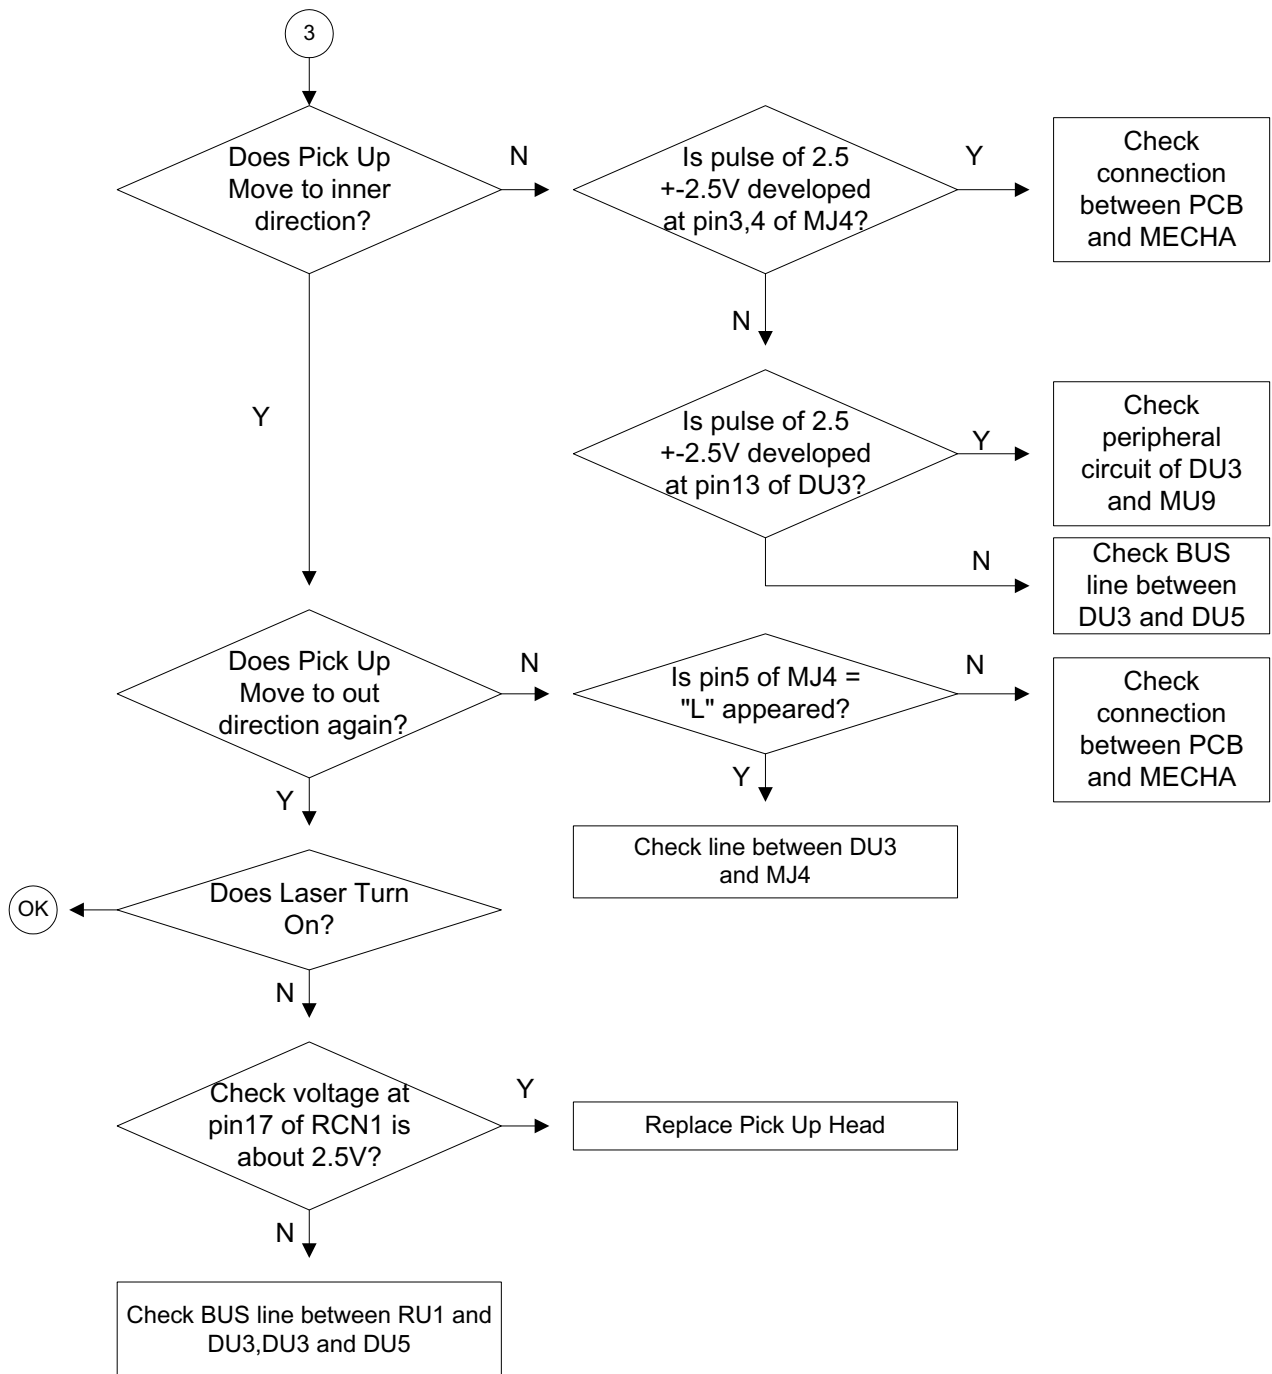 3
Does Pick Up
Move to inner
direction?
N
Is pulse of 2.5
+-2.5V developed
at pin3,4 of MJ4?
Y
Check
connection
between PCB
and MECHA
N
Y
Is pulse of 2.5
+-2.5V developed
at pin13 of DU3?
Y
Check
peripheral
circuit of DU3
and MU9
N
Check BUS
line between
DU3 and DU5
Does Pick Up
Move to out
direction again?
N
Is pin5 of MJ4 =
"L" appeared?
N
Check
connection
between PCB
and MECHA
Y
Y
Check line between DU3
and MJ4
Does Laser Turn
On?
OK
N
Check voltage at
pin17 of RCN1 is
about 2.5V?
Y
Replace Pick Up Head
N
Check BUS line between RU1 and
DU3,DU3 and DU5